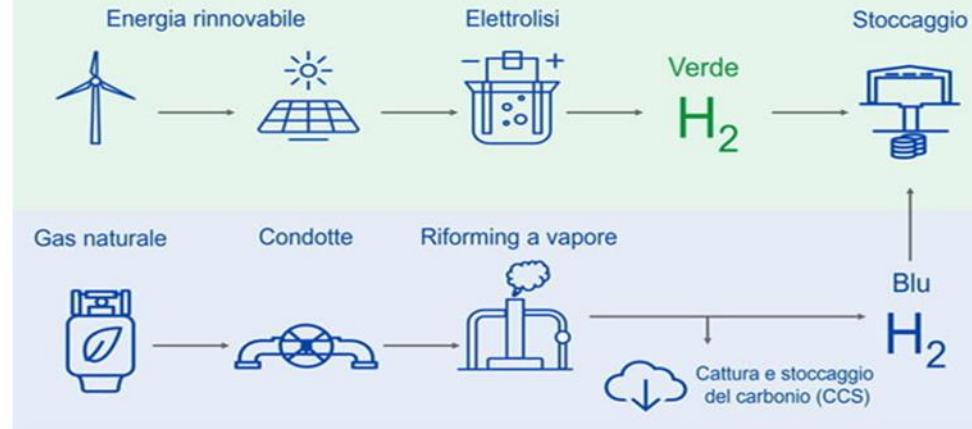 Energia rinnovabile
Elettrolisi
Stoccaggio
Verde
H₂
Gas naturale
Condotte
Riforming a vapore
Blu
H₂
Cattura e stoccaggio
del carbonio (CCS)